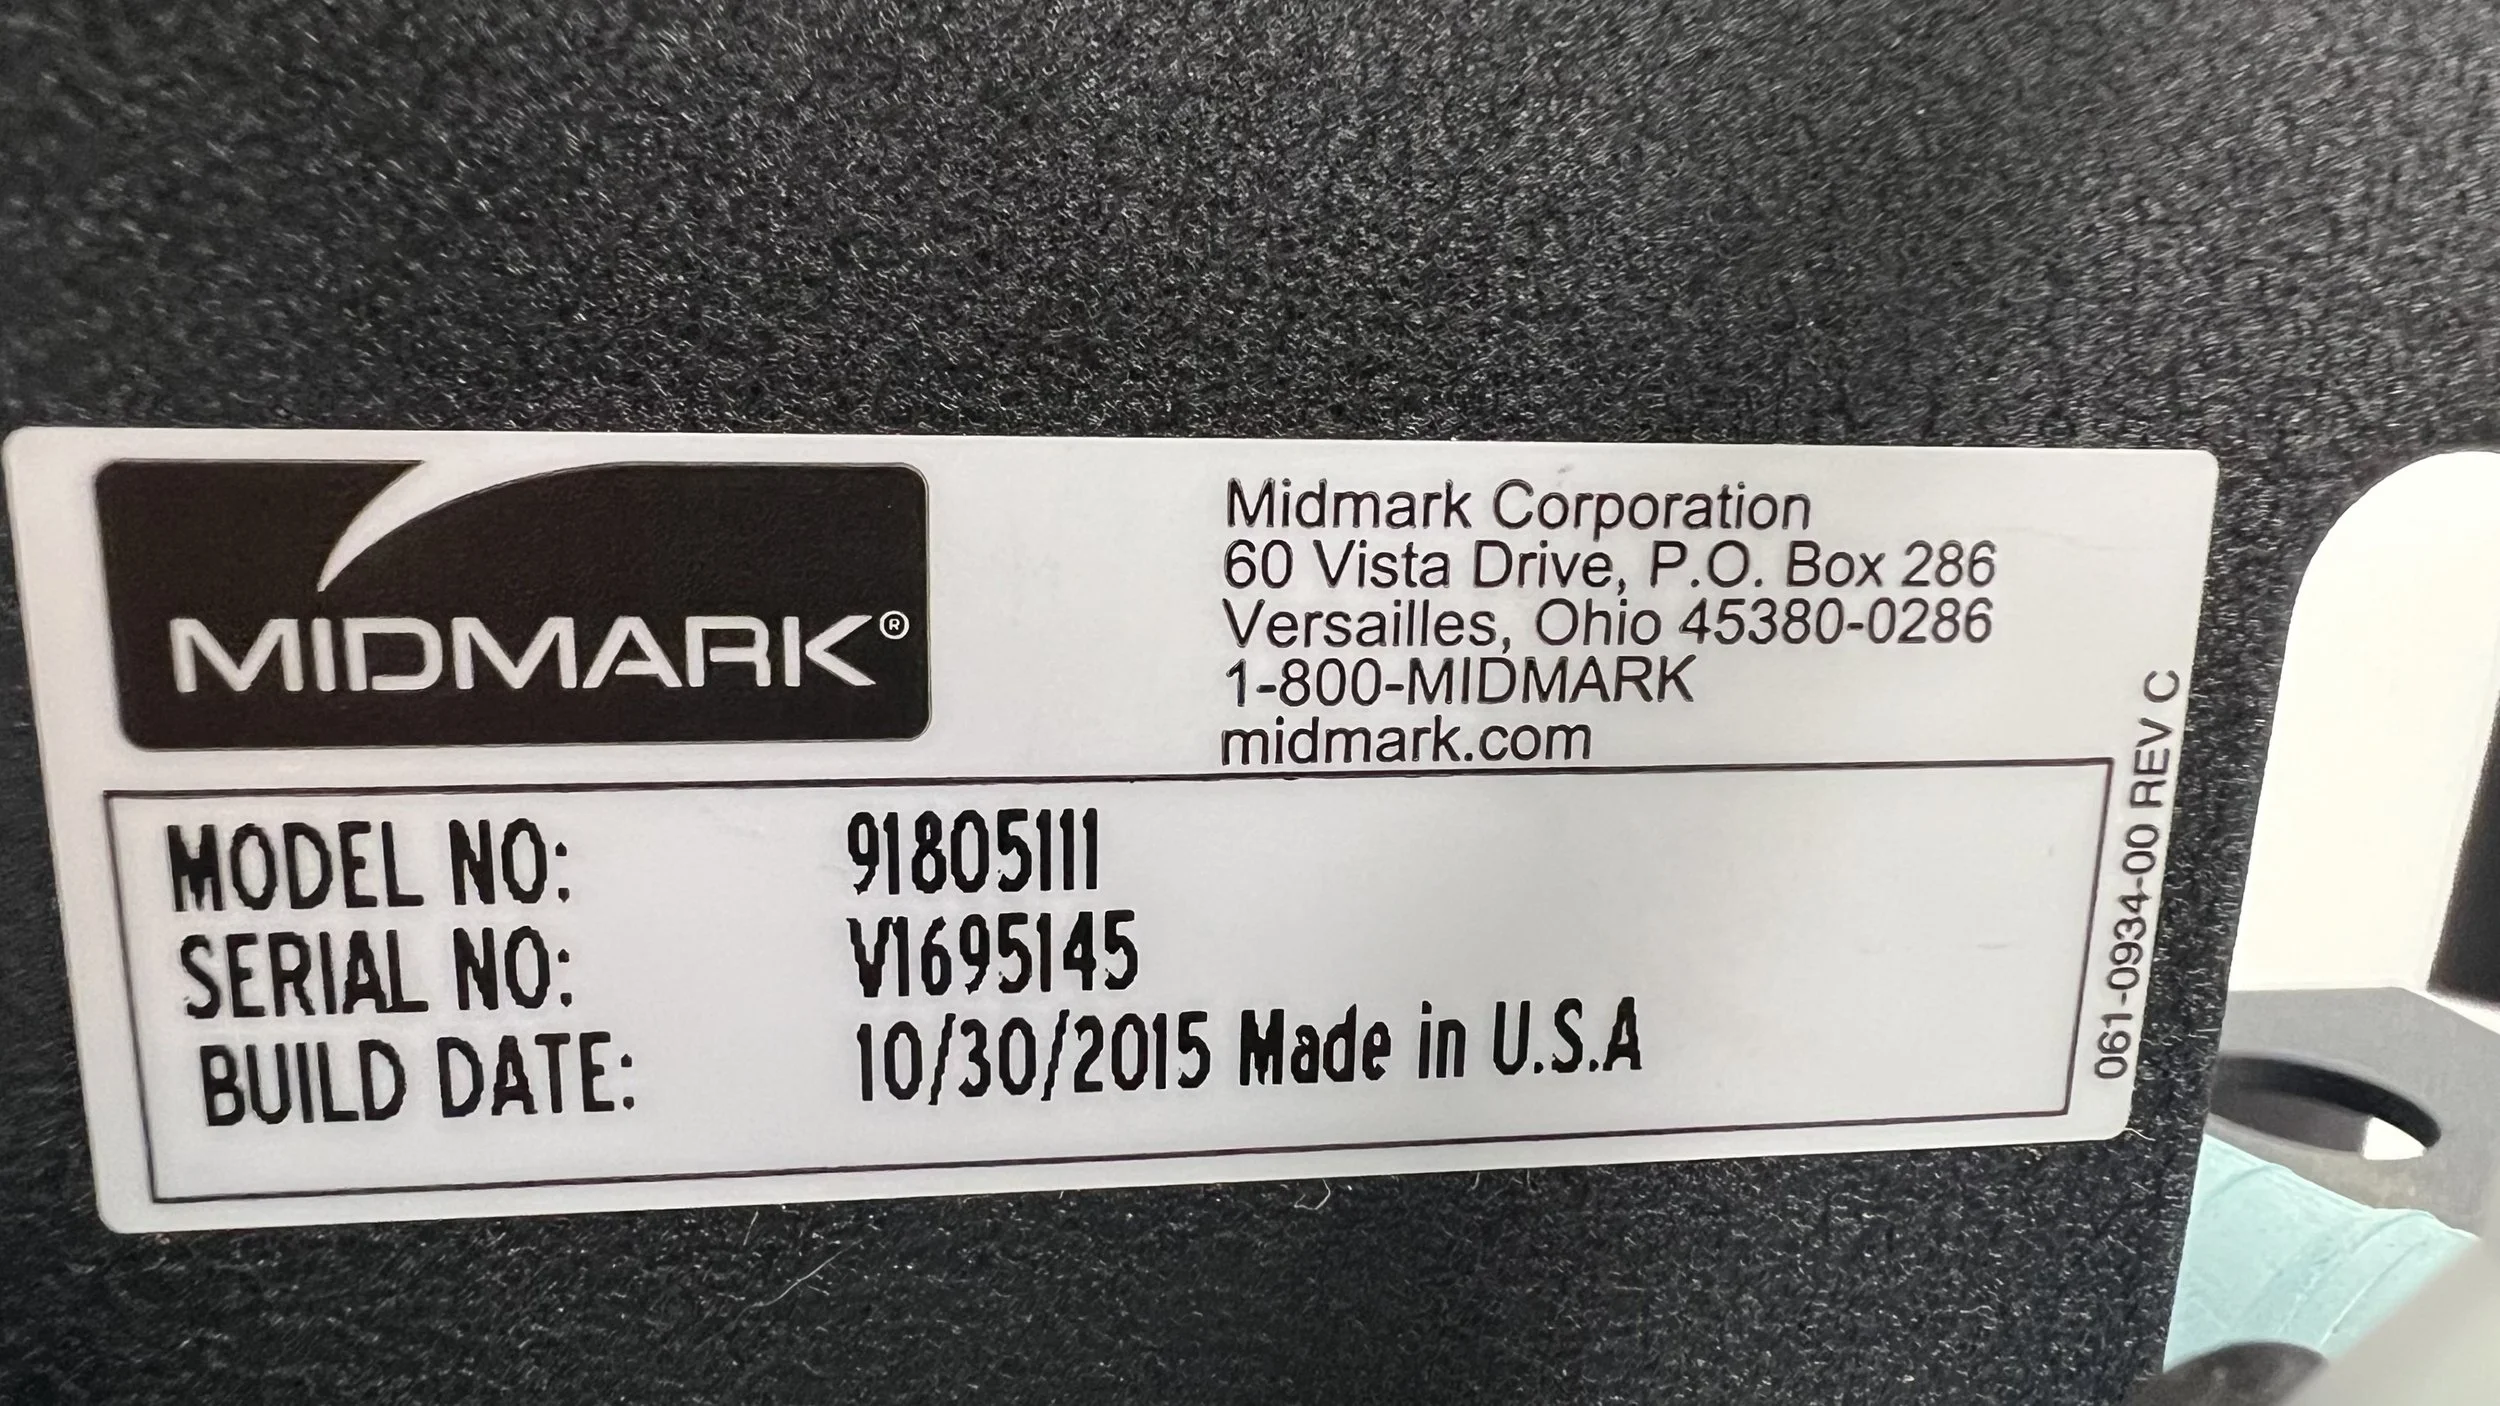 MIDMARK®
Midmark Corporation
60 Vista Drive, P.O. Box 286
Versailles, Ohio 45380-0286
1-800-MIDMARK
midmark.com
MODEL NO: 91805111
SERIAL NO: V1695145
BUILD DATE: 10/30/2015 Made in U.S.A
061-0934-00 REV C